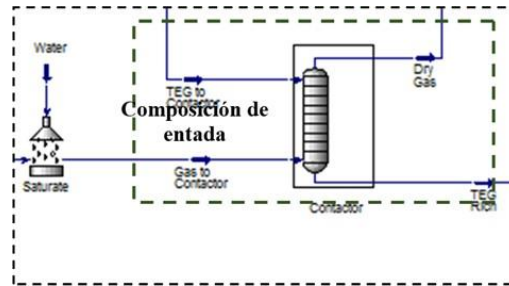 Water
TEG to
Contactor
Dry
Gas
Composición de
entada
Saturate
Gas to
Contactor
Contactor
TEG
Rich